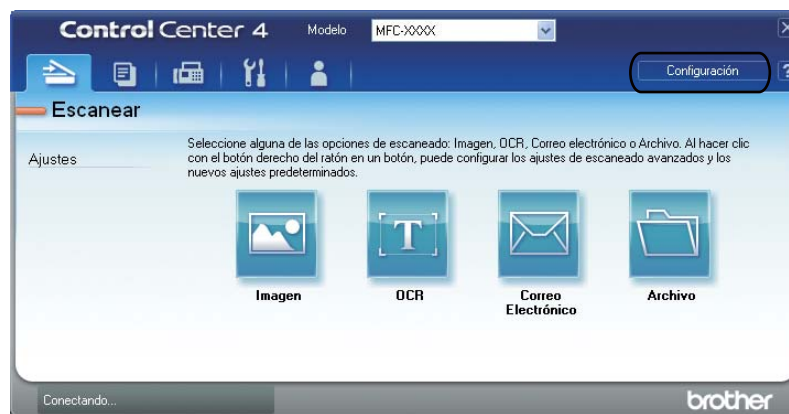 Control Center 4
Modelo
MFC-XXXX
Configuración
?
Escanear
Ajustes
Seleccione alguna de las opciones de escaneado: Imagen, OCR, Correo electrónico o Archivo. Al hacer clic
con el botón derecho del ratón en un botón, puede configurar los ajustes de escaneado avanzados y los
nuevos ajustes predeterminados.
T
Imagen
OCR
Correo
Electrónico
Archivo
Conectando...
brother